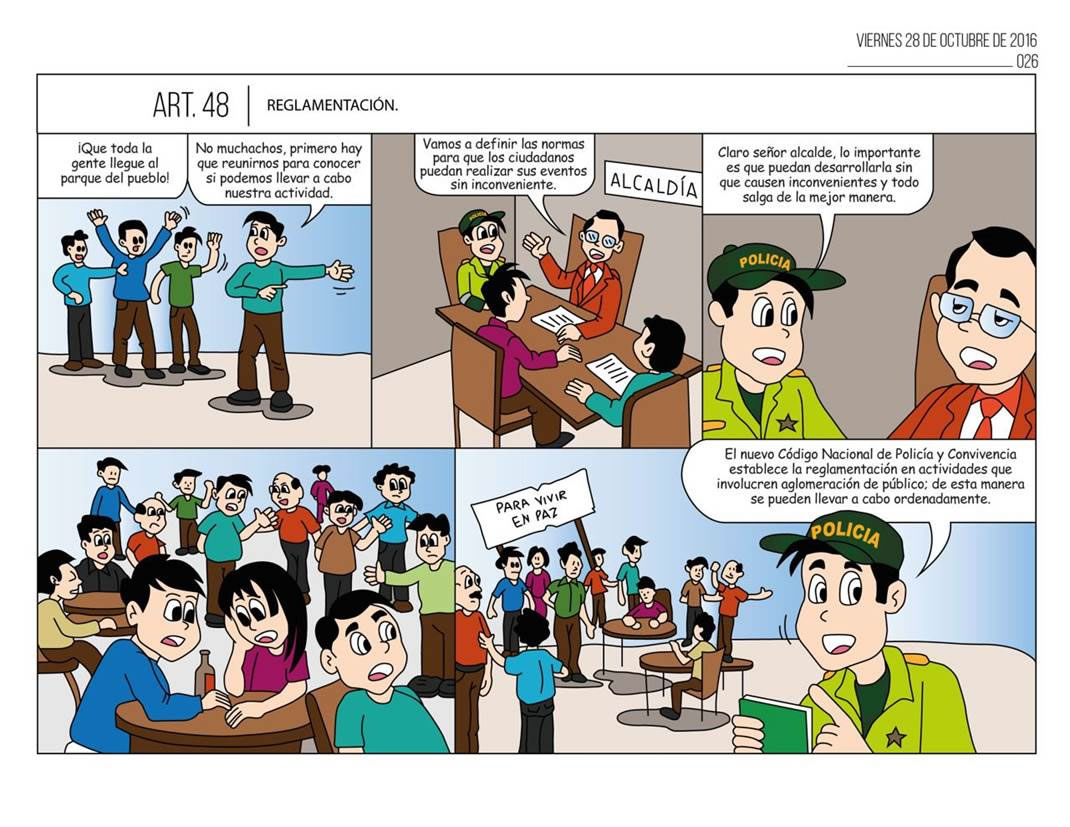 VIERNES 28 DE OCTUBRE DE 2016
026
ART. 48
REGLAMENTACIÓN.
¡Que toda la
gente llegue al
parque del pueblo!
No muchachos, primero hay
que reunirnos para conocer
si podemos llevar a cabo
nuestra actividad.
Vamos a definir las normas
para que los ciudadanos
puedan realizar sus eventos
sin inconveniente.
ALCALDÍA
POLICIA
Claro señor alcalde, lo importante
es que puedan desarrollarla sin
que causen inconvenientes y todo
salga de la mejor manera.
POLICIA
PARA VIVIR
EN PAZ
El nuevo Código Nacional de Policía y Convivencia
establece la reglamentación en actividades que
involucren aglomeración de público; de esta manera
se pueden llevar a cabo ordenadamente.
POLICIA